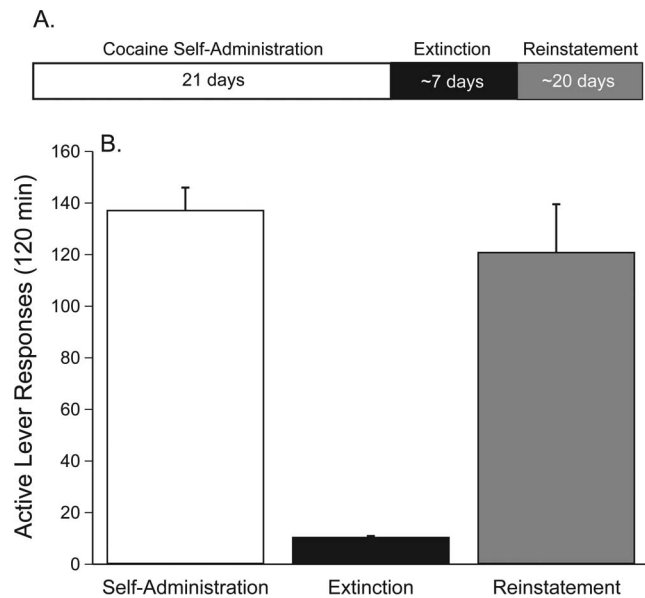 A.
Cocaine Self-Administration Extinction Reinstatement
21 days ~7 days ~20 days
B.
Active Lever Responses (120 min)
160
140
120
100
80
60
40
20
0
Self-Administration Extinction Reinstatement